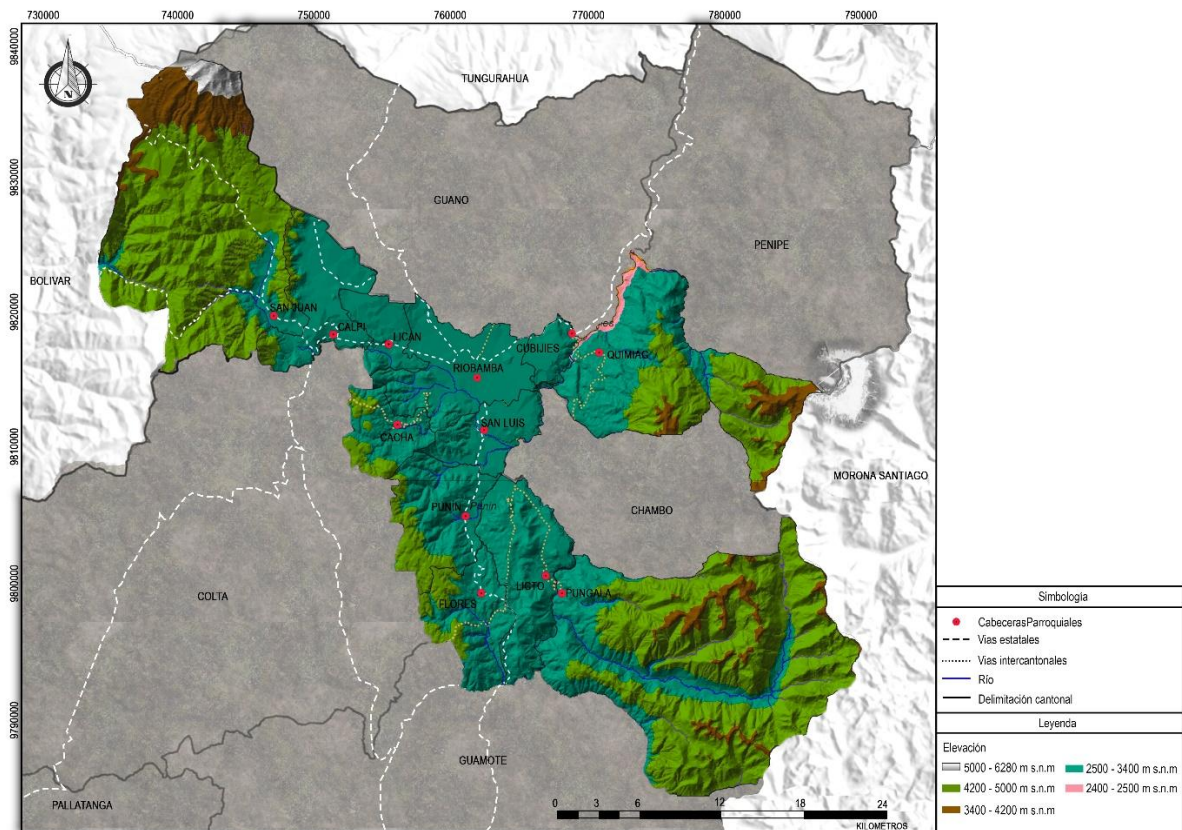 730000 740000 750000 760000 770000 780000 790000
9840000
9830000
9820000
9810000
9800000
9790000
N
TUNGURAHUA
GUANO
PENIPE
BOLIVAR
SAN JUAN
CALPI
LICAN
CUBIJIES
QUIMIAG
RIOBAMBA
CACHA
SAN LUIS
MORONA SANTIAGO
CHAMBO
PUNIN
Punin
COLTA
LICTO
FLORES
PUNGALA
GUAMOTE
PALLATANGA
0 3 6 12 18 24
KILOMETROS
Simbología
CabecerasParroquiales
Vias estatales
Vias intercantonales
Río
Delimitación cantonal
Leyenda
Elevación
5000 - 6280 m s.n.m
2500 - 3400 m s.n.m
4200 - 5000 m s.n.m
2400 - 2500 m s.n.m
3400 - 4200 m s.n.m